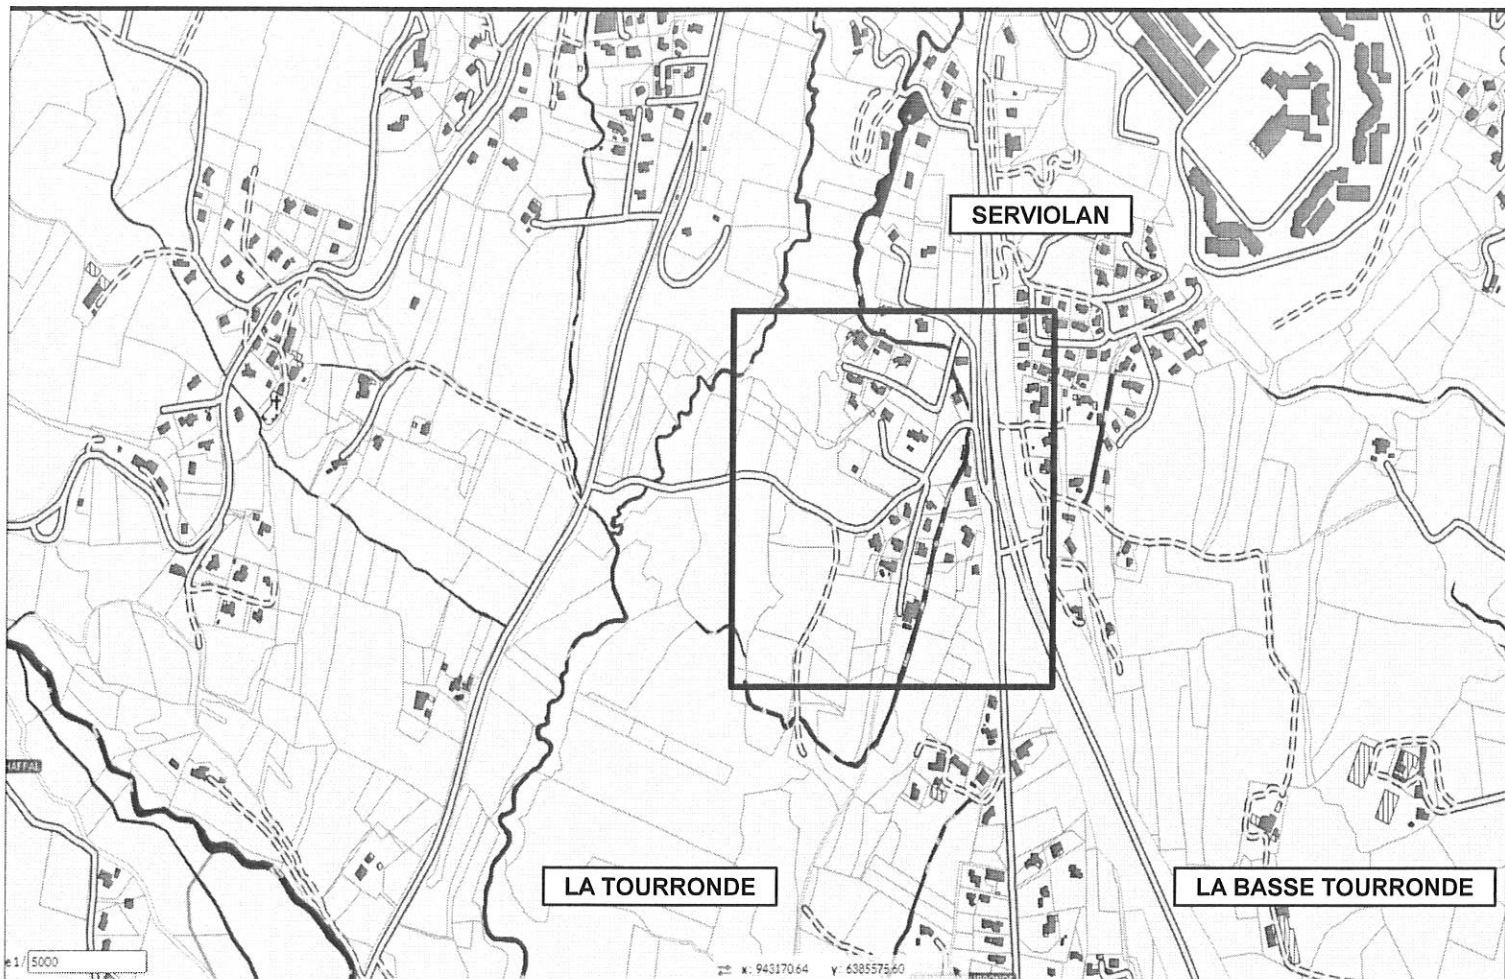 SERVIOLAN
LA TOURRONDE
LA BASSE TOURRONDE
e 1/ 5000
x: 943170.64 y: 6385575,60